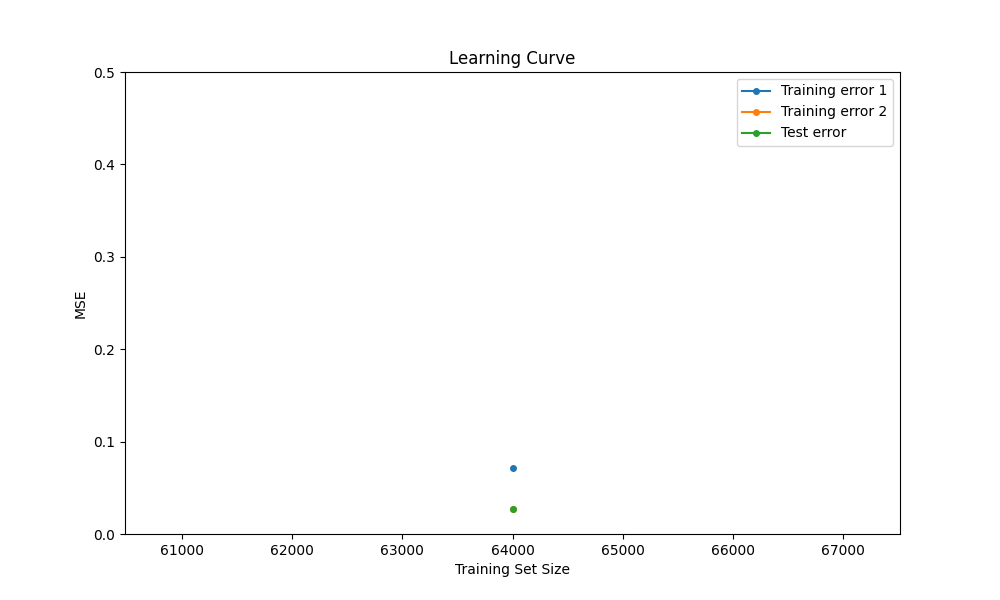 Learning Curve
0.5
Training error 1
Training error 2
Test error
0.4
0.3
MSE
0.2
0.1
0.0
61000 62000 63000 64000 65000 66000 67000
Training Set Size